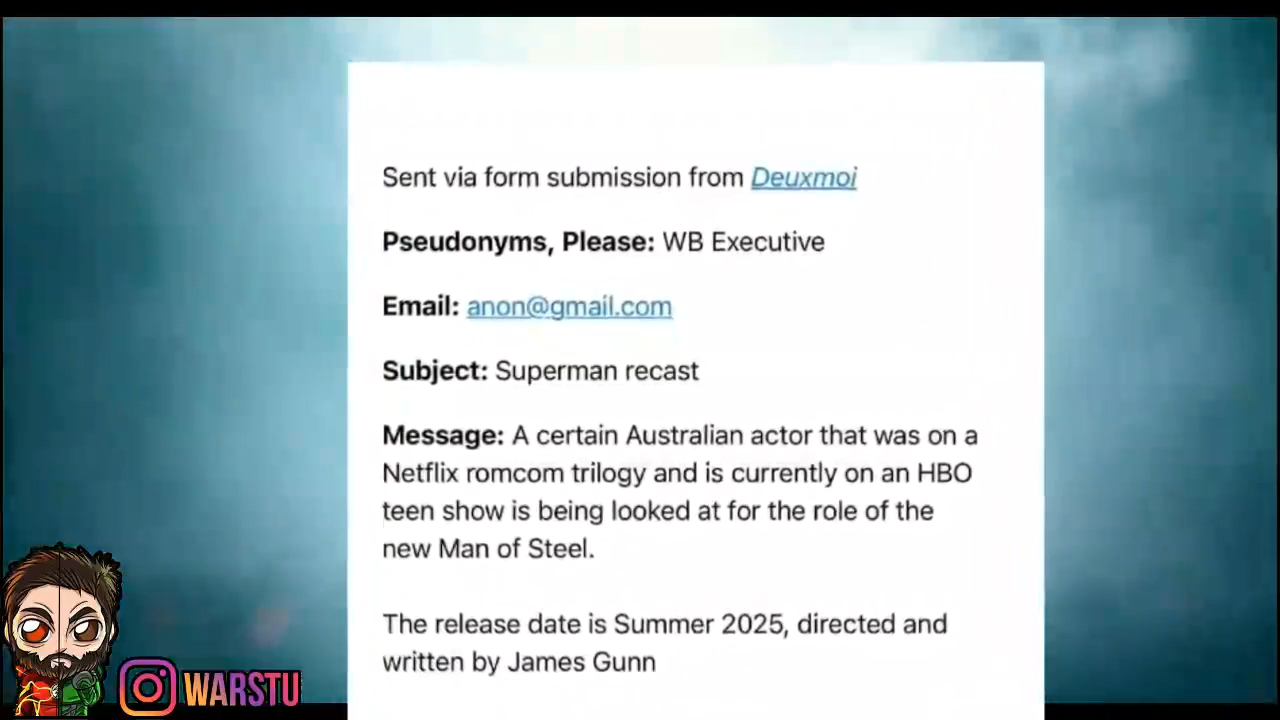 Sent via form submission from Deuxmoi
Pseudonyms, Please: WB Executive
Email: anon@gmail.com
Subject: Superman recast
Message: A certain Australian actor that was on a
Netflix romcom trilogy and is currently on an HBO
teen show is being looked at for the role of the
new Man of Steel.
The release date is Summer 2025, directed and
written by James Gunn
WARSTU